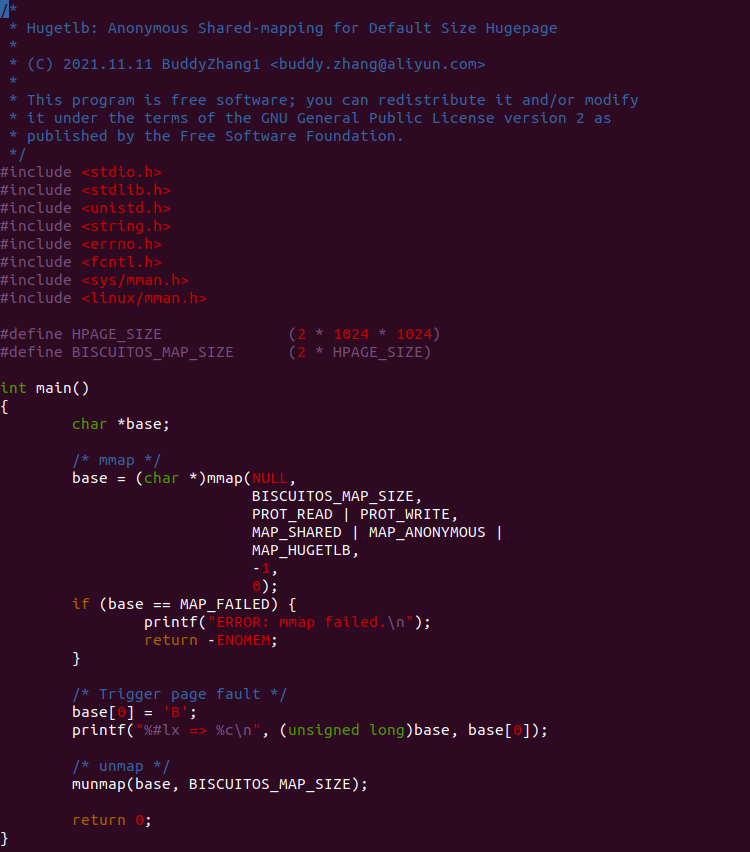 /*
 * Hugetlb: Anonymous Shared-mapping for Default Size Hugepage
 *
 * (C) 2021.11.11 BuddyZhang1 <buddy.zhang@aliyun.com>
 *
 * This program is free software; you can redistribute it and/or modify
 * it under the terms of the GNU General Public License version 2 as
 * published by the Free Software Foundation.
 */
#include <stdio.h>
#include <stdlib.h>
#include <unistd.h>
#include <string.h>
#include <errno.h>
#include <fcntl.h>
#include <sys/mman.h>
#include <linux/mman.h>

#define HPAGE_SIZE              (2 * 1024 * 1024)
#define BISCUITOS_MAP_SIZE      (2 * HPAGE_SIZE)

int main()
{
        char *base;

        /* mmap */
        base = (char *)mmap(NULL,
                            BISCUITOS_MAP_SIZE,
                            PROT_READ | PROT_WRITE,
                            MAP_SHARED | MAP_ANONYMOUS |
                            MAP_HUGETLB,
                            -1,
                            0);
        if (base == MAP_FAILED) {
                printf("ERROR: mmap failed.\n");
                return -ENOMEM;
        }

        /* Trigger page fault */
        base[0] = 'B';
        printf("%#lx => %c\n", (unsigned long)base, base[0]);

        /* unmap */
        munmap(base, BISCUITOS_MAP_SIZE);

        return 0;
}